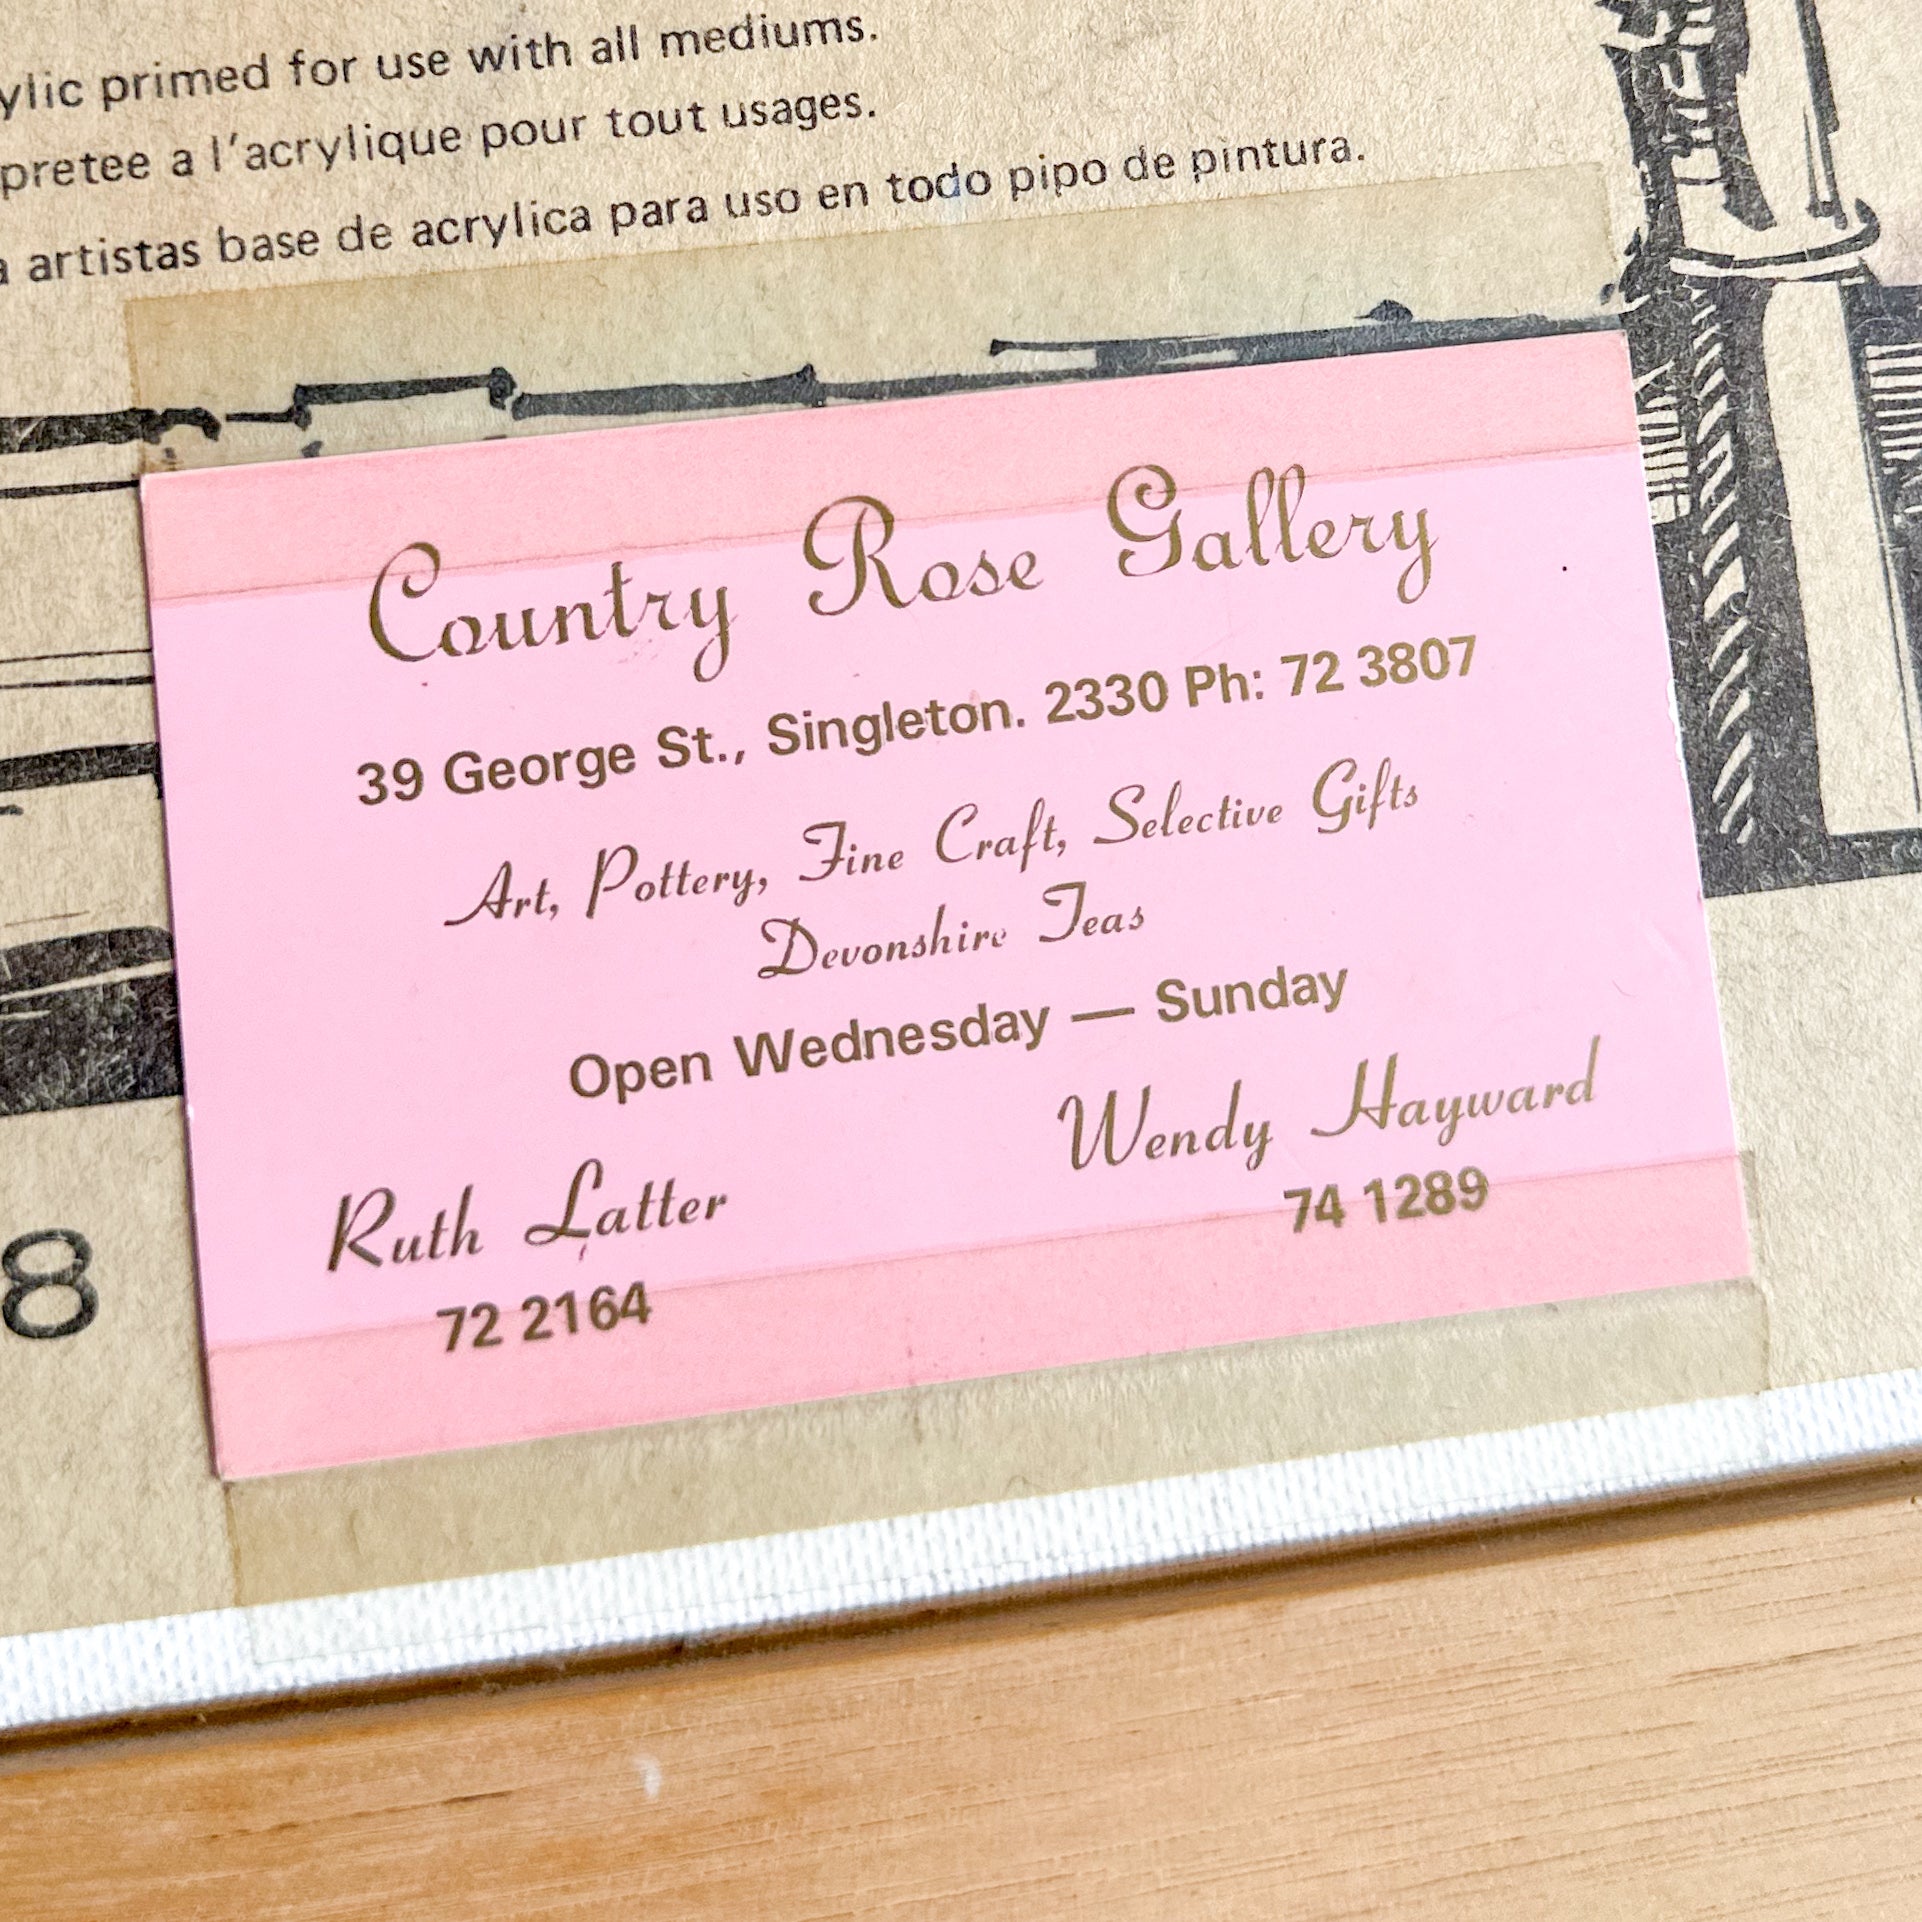 ylic primed for use with all mediums.
pretee a l'acrylique pour tout usages.
a artistas base de acrylica para uso en todo pipo de pintura.
Country Rose Gallery
39 George St., Singleton. 2330 Ph: 72 3807
Art, Pottery, Fine Craft, Selective Gifts
Devonshire Teas
Open Wednesday — Sunday
Wendy Hayward
74 1289
Ruth Latter
72 2164
8